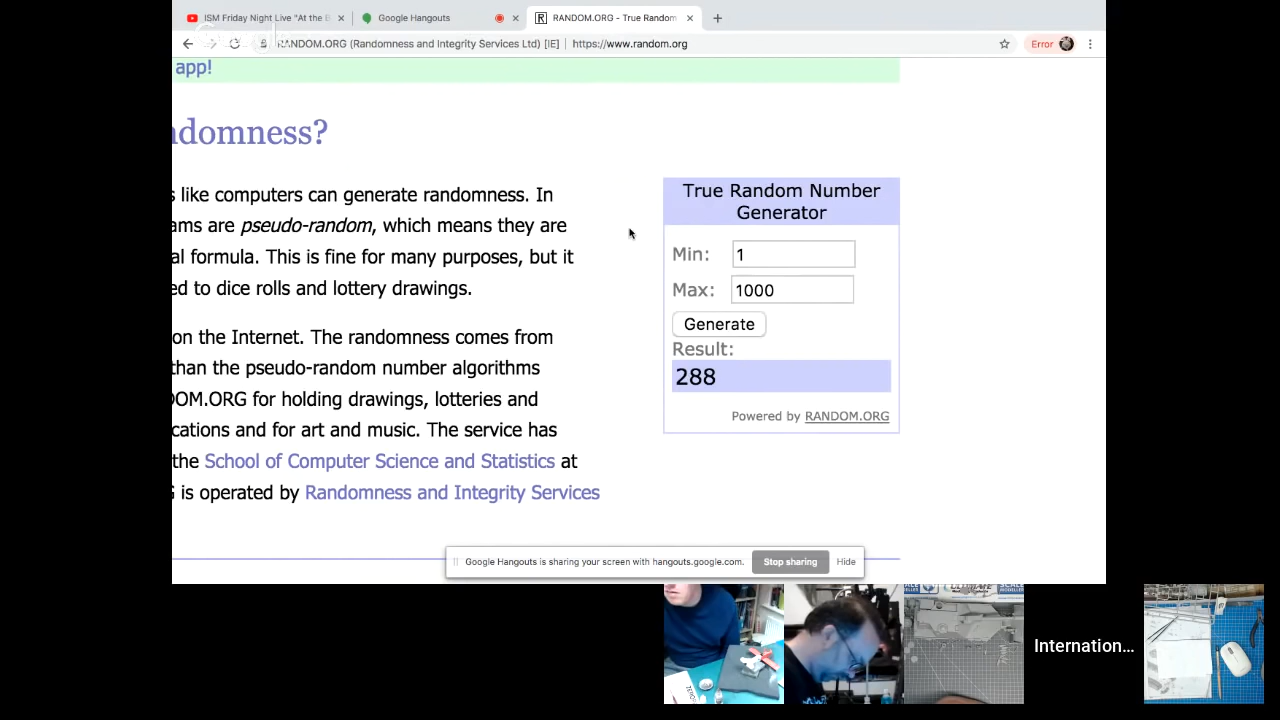 ISM Friday Night Live "At the B
Google Hangouts
RANDOM.ORG - True Random
RANDOM.ORG (Randomness and Integrity Services Ltd) [IE] | https://www.random.org
Error
app!
ndomness?
s like computers can generate randomness. In
ams are pseudo-random, which means they are
al formula. This is fine for many purposes, but it
ed to dice rolls and lottery drawings.
on the Internet. The randomness comes from
than the pseudo-random number algorithms
DOM.ORG for holding drawings, lotteries and
cations and for art and music. The service has
the School of Computer Science and Statistics at
G is operated by Randomness and Integrity Services
True Random Number
Generator
Min: 1
Max: 1000
Generate
Result:
288
Powered by RANDOM.ORG
Google Hangouts is sharing your screen with hangouts.google.com.
Stop sharing
Hide
Internation...